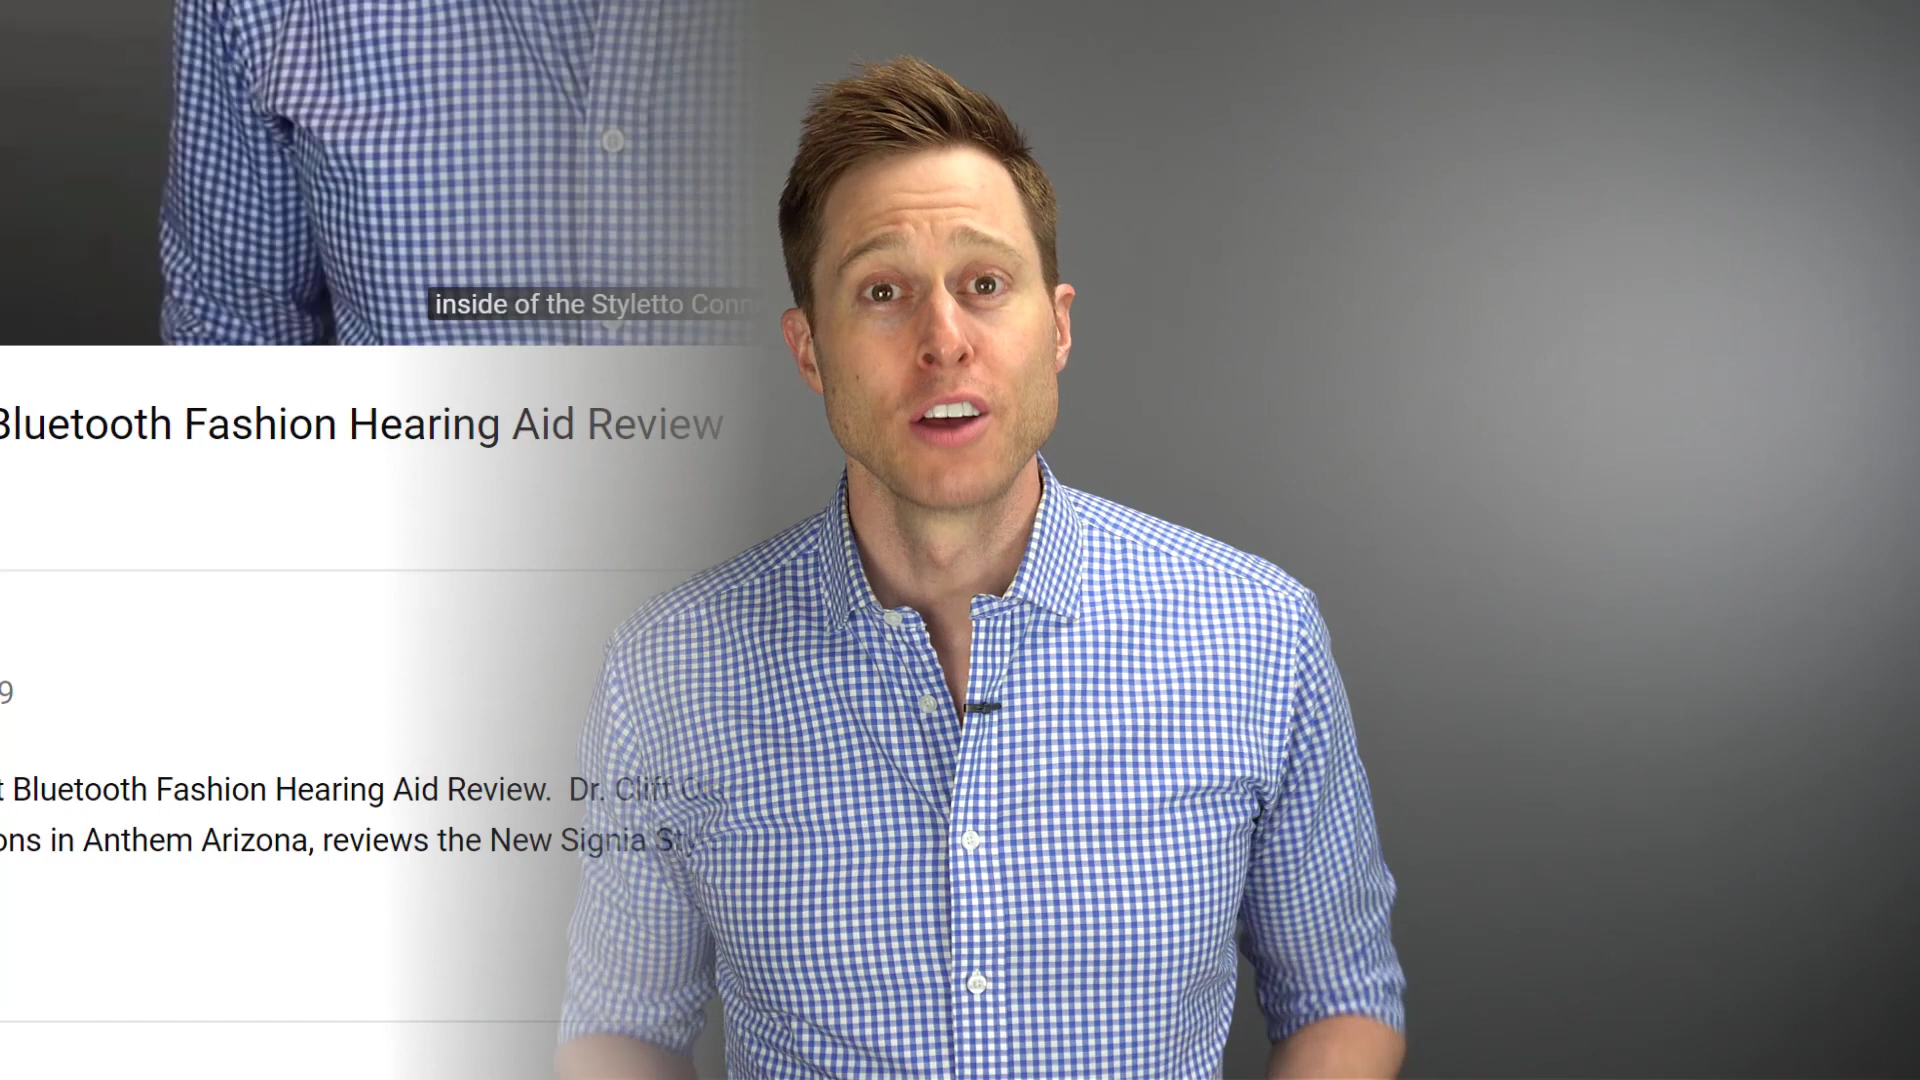 inside of the Styletto
Bluetooth Fashion Hearing Aid Review
9
Bluetooth Fashion Hearing Aid Review. Dr. Cliff
in Anthem Arizona, reviews the New Signia